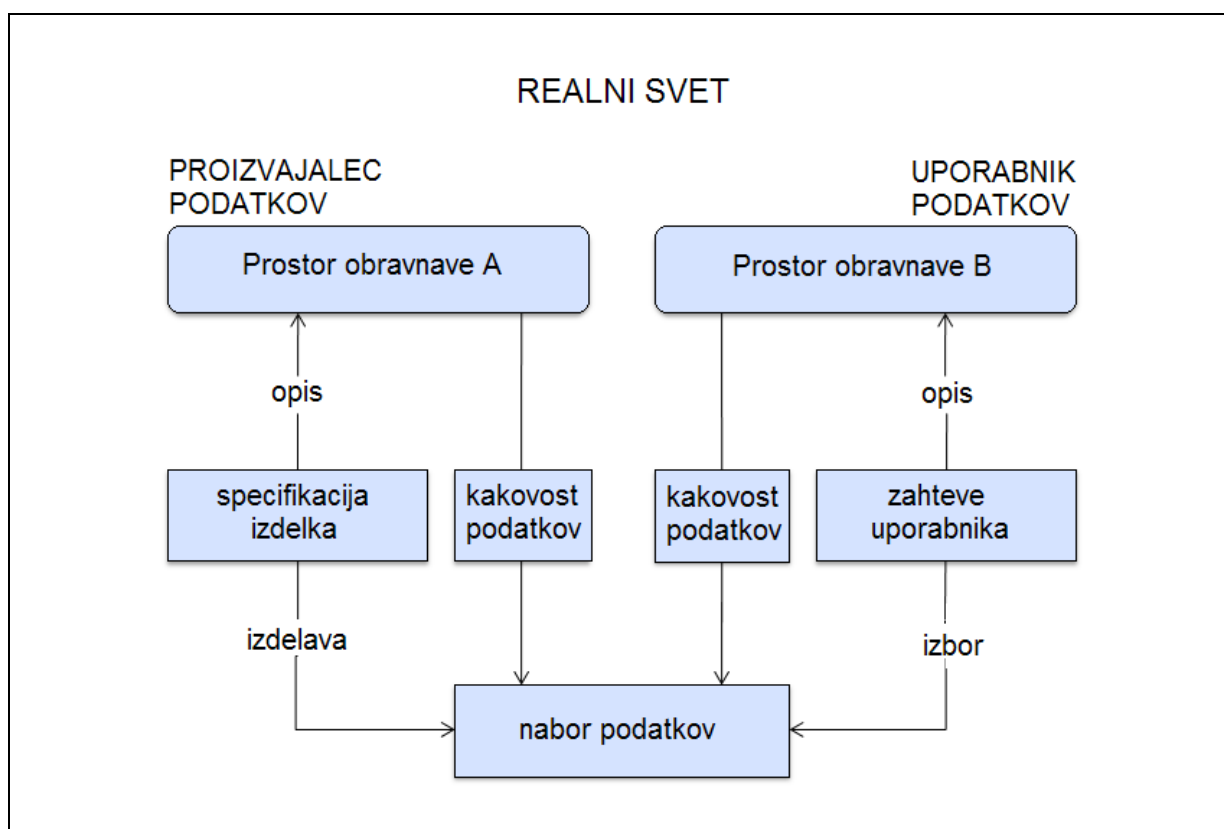 REALNI SVET
PROIZVAJALEC
PODATKOV
UPORABNIK
PODATKOV
Prostor obravnave A
Prostor obravnave B
opis
opis
specifikacija
izdelka
kakovost
podatkov
kakovost
podatkov
zahteve
uporabnika
izdelava
izbor
nabor podatkov